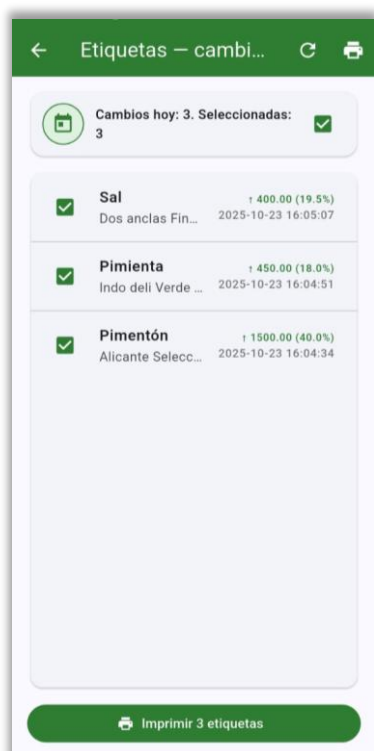 Etiquetas — cambi...
Cambios hoy: 3. Seleccionadas:
3
Sal
↑ 400.00 (19.5%)
Dos anclas Fin...
2025-10-23 16:05:07
Pimienta
↑ 450.00 (18.0%)
Indo deli Verde ...
2025-10-23 16:04:51
Pimentón
↑ 1500.00 (40.0%)
Alicante Selecc...
2025-10-23 16:04:34
Imprimir 3 etiquetas